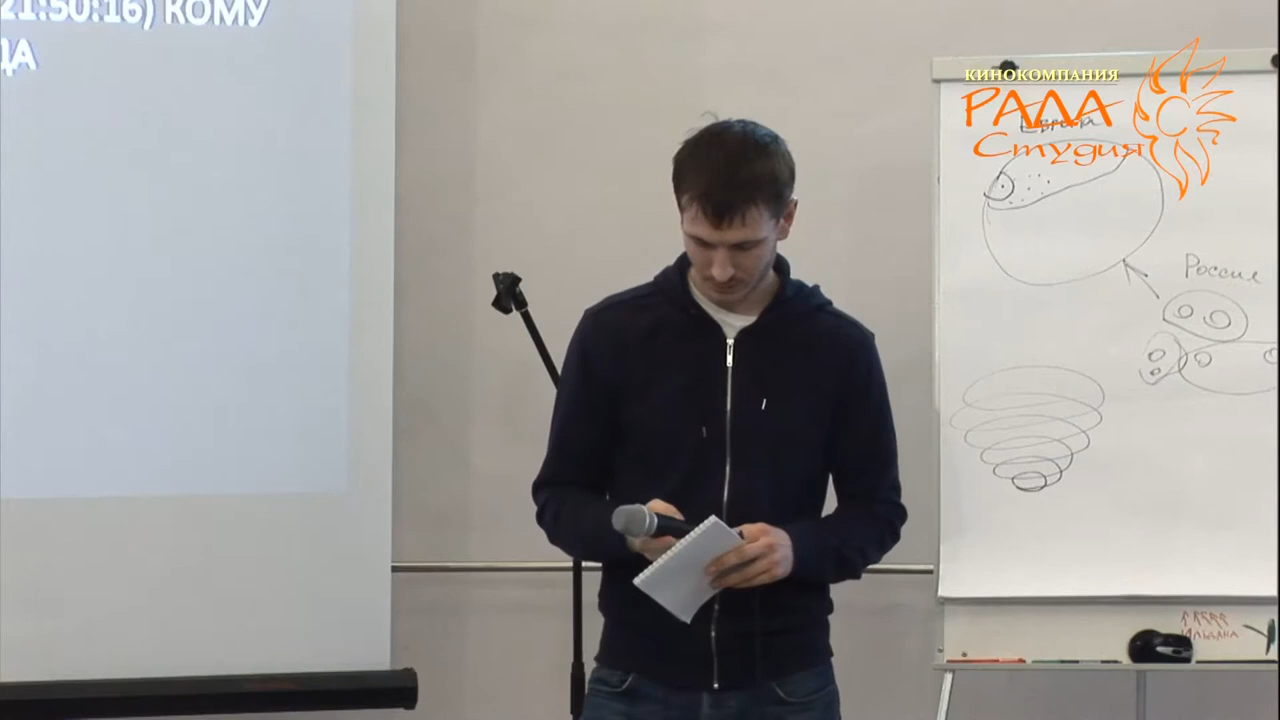 21:50:16) КОМУ
ДА
КИНОКОМПАНИЯ
РАДА
Студия
Европа
Россия